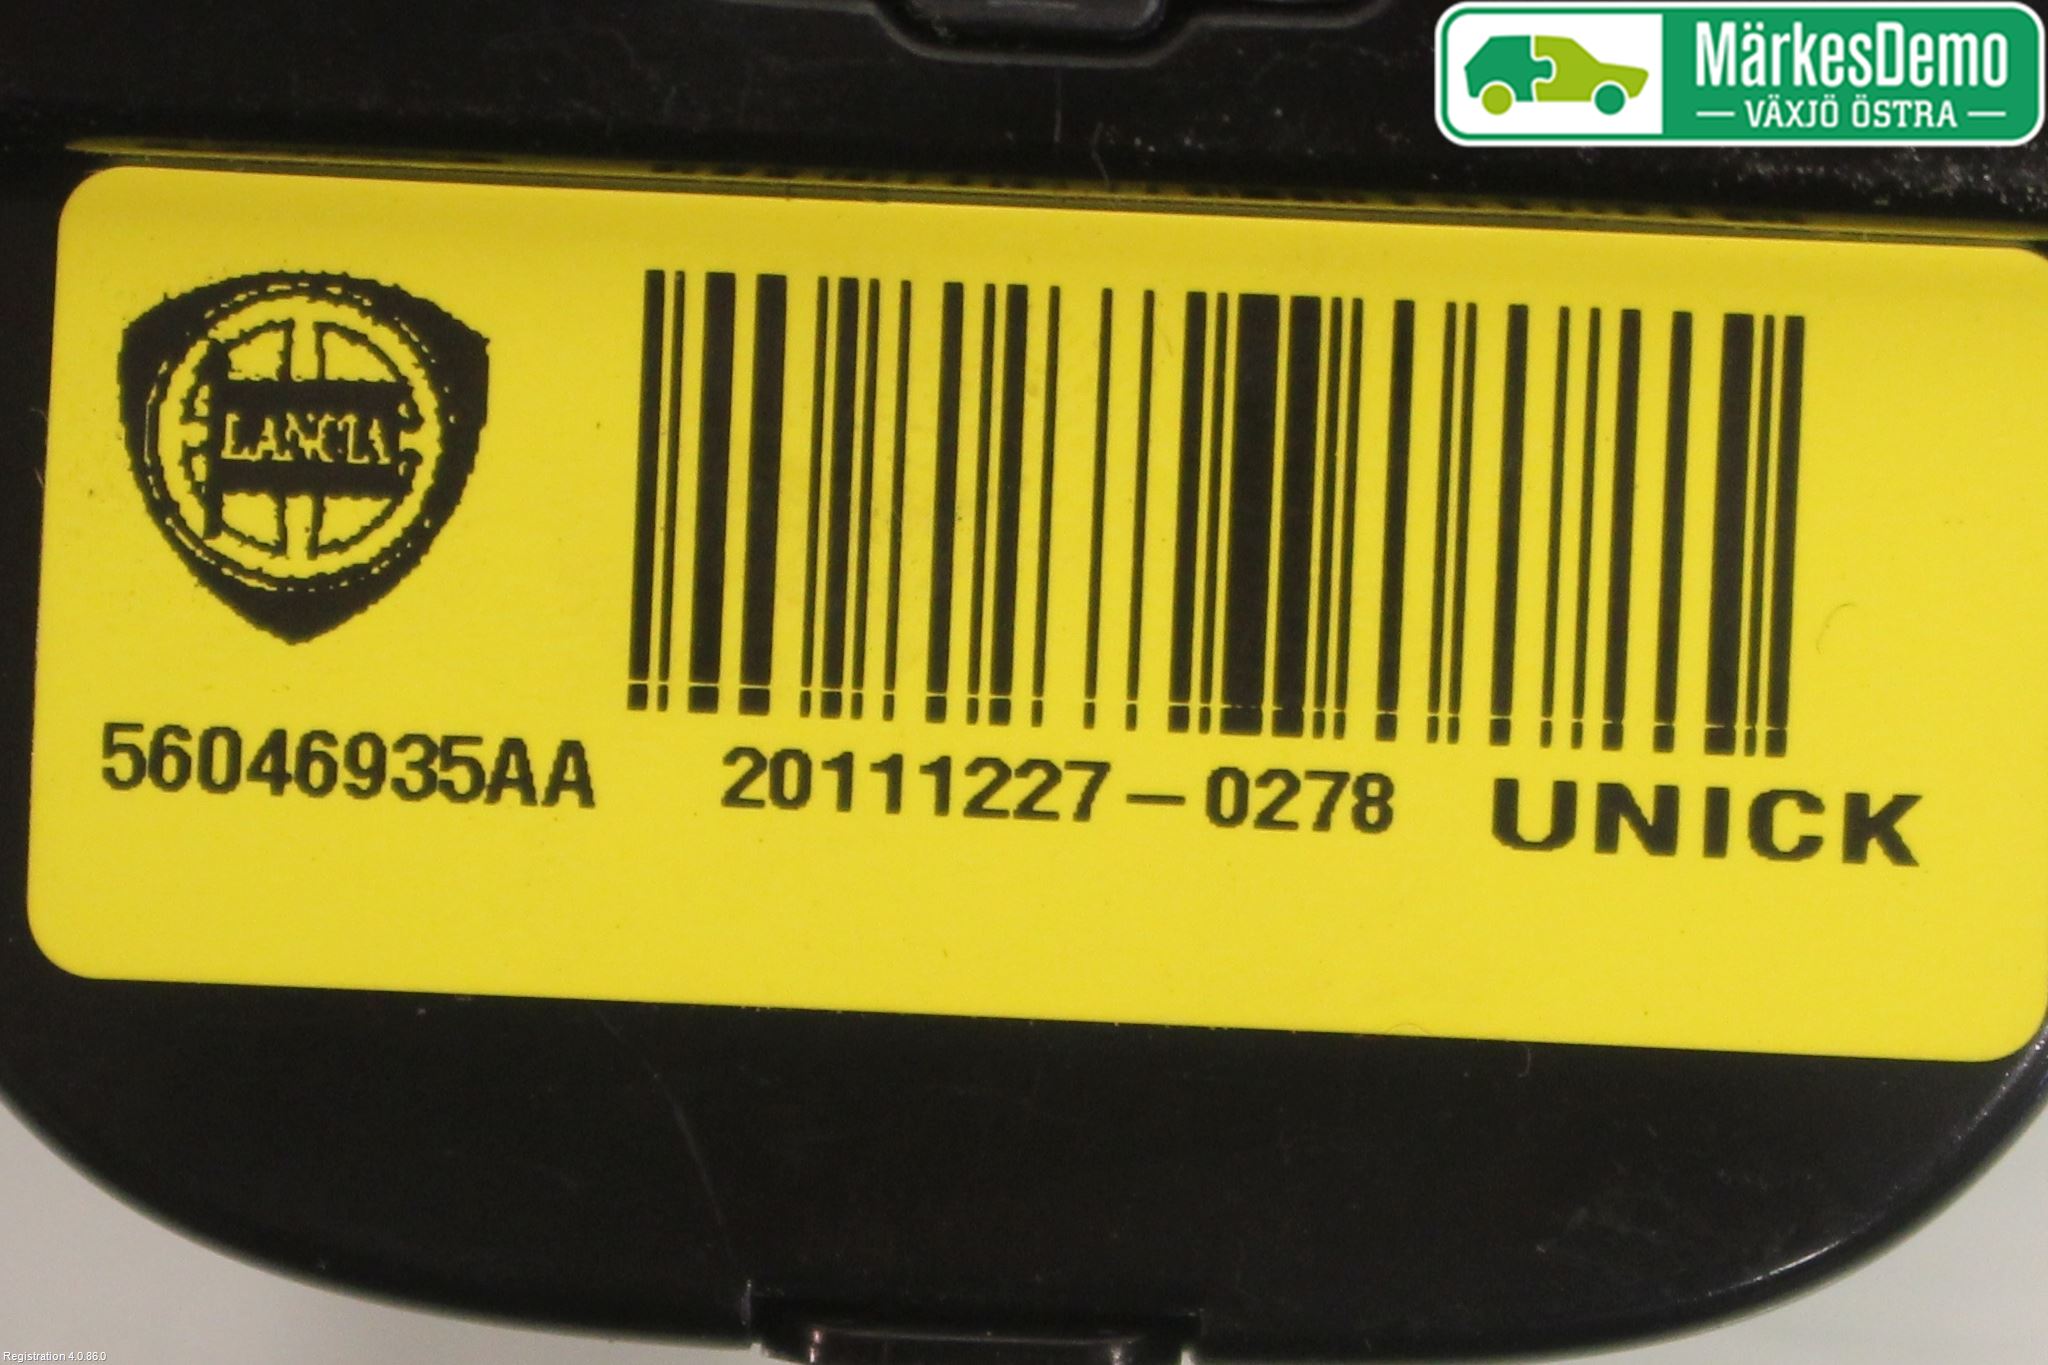 MärkesDemo
— VÄXJÖ ÖSTRA —
LANCIA
56046935AA 20111227-0278 UNICK
Registration 4.0.86.0